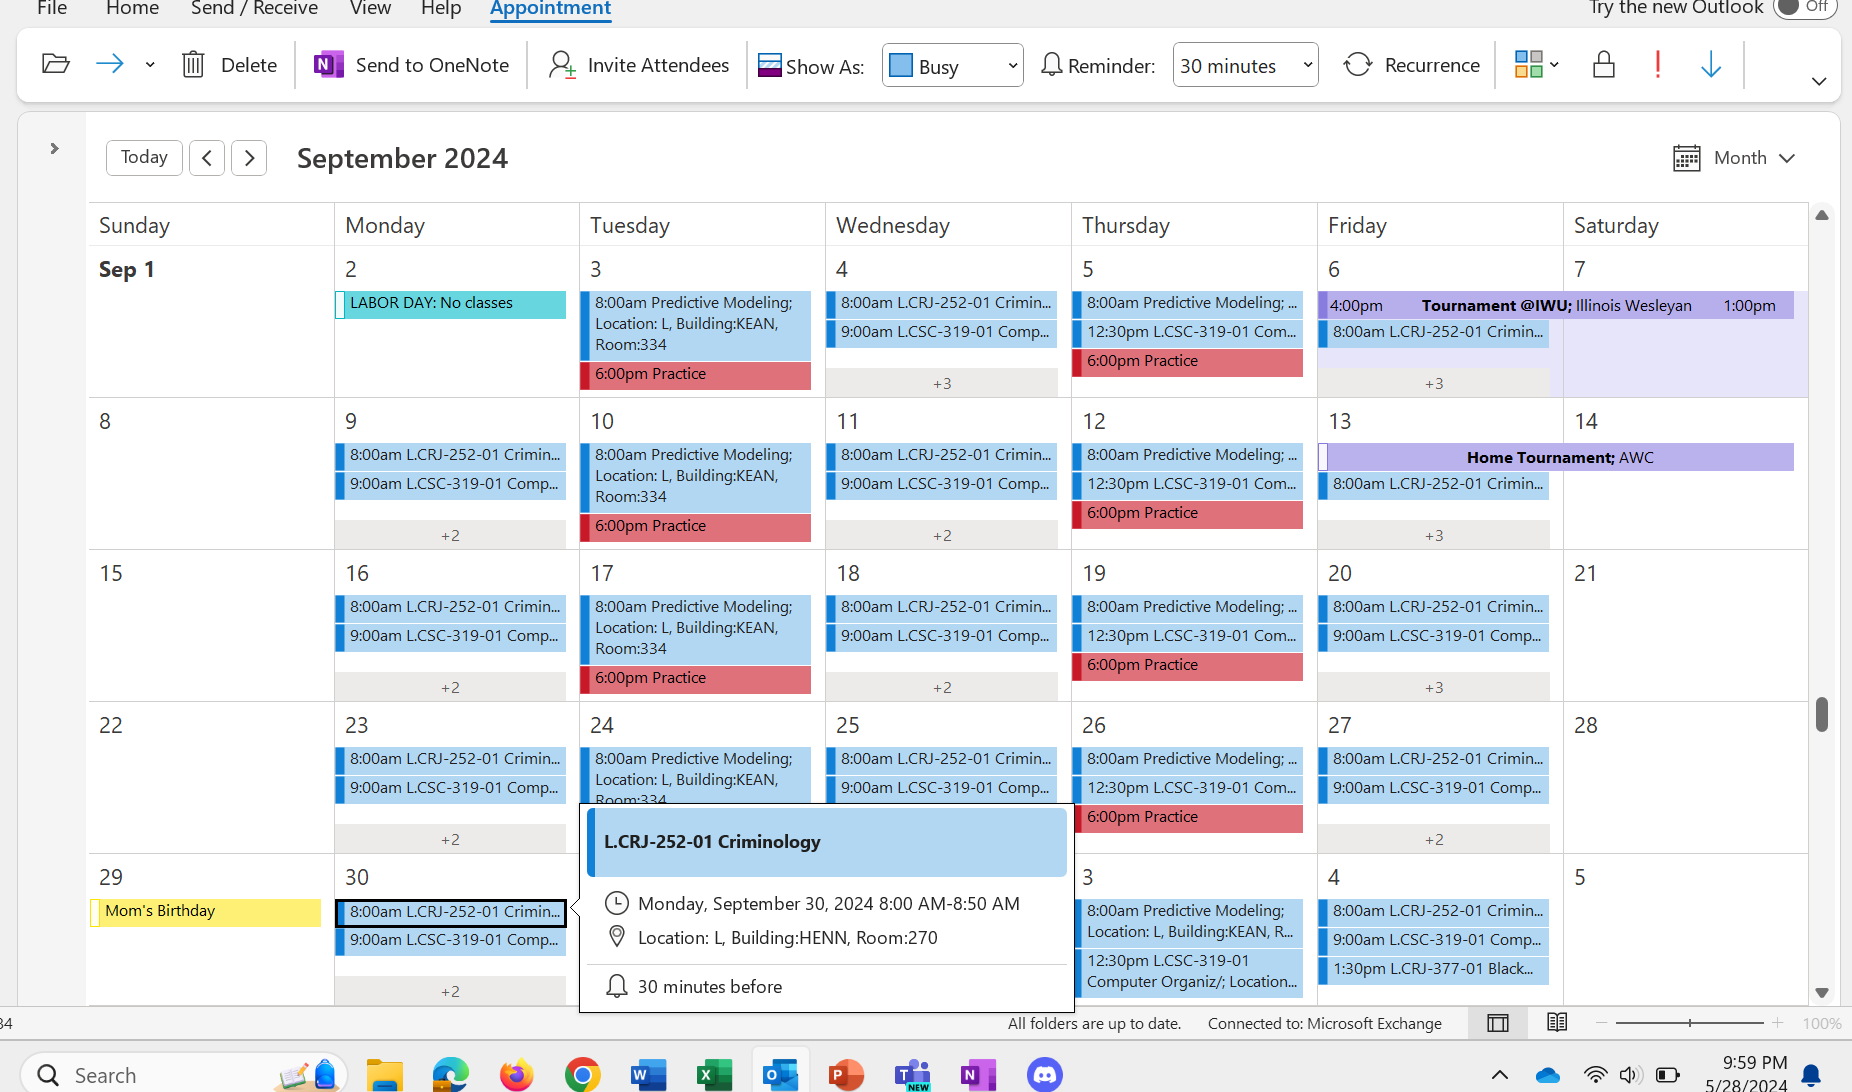 File Home Send / Receive View Help Appointment Try the new Outlook Off
Delete Send to OneNote Invite Attendees Show As: Busy Reminder: 30 minutes Recurrence
Today September 2024 Month
Sunday Monday Tuesday Wednesday Thursday Friday Saturday
Sep 1
2
LABOR DAY: No classes
3
8:00am Predictive Modeling;
Location: L, Building:KEAN,
Room:334
6:00pm Practice
4
8:00am L.CRJ-252-01 Crimin...
9:00am L.CSC-319-01 Comp...
+3
5
8:00am Predictive Modeling; ...
12:30pm L.CSC-319-01 Com...
6:00pm Practice
6
7
4:00pm Tournament @IWU; Illinois Wesleyan 1:00pm
8:00am L.CRJ-252-01 Crimin...
+3
8
9
8:00am L.CRJ-252-01 Crimin...
9:00am L.CSC-319-01 Comp...
+2
10
8:00am Predictive Modeling;
Location: L, Building:KEAN,
Room:334
6:00pm Practice
11
8:00am L.CRJ-252-01 Crimin...
9:00am L.CSC-319-01 Comp...
+2
12
8:00am Predictive Modeling; ...
12:30pm L.CSC-319-01 Com...
6:00pm Practice
13
14
Home Tournament; AWC
8:00am L.CRJ-252-01 Crimin...
+3
15
16
8:00am L.CRJ-252-01 Crimin...
9:00am L.CSC-319-01 Comp...
+2
17
8:00am Predictive Modeling;
Location: L, Building:KEAN,
Room:334
6:00pm Practice
18
8:00am L.CRJ-252-01 Crimin...
9:00am L.CSC-319-01 Comp...
+2
19
8:00am Predictive Modeling; ...
12:30pm L.CSC-319-01 Com...
6:00pm Practice
20
8:00am L.CRJ-252-01 Crimin...
9:00am L.CSC-319-01 Comp...
+3
21
22
23
8:00am L.CRJ-252-01 Crimin...
9:00am L.CSC-319-01 Comp...
+2
24
8:00am Predictive Modeling;
Location: L, Building:KEAN,
Room:334
25
8:00am L.CRJ-252-01 Crimin...
9:00am L.CSC-319-01 Comp...
26
8:00am Predictive Modeling; ...
12:30pm L.CSC-319-01 Com...
6:00pm Practice
27
8:00am L.CRJ-252-01 Crimin...
9:00am L.CSC-319-01 Comp...
+2
28
29
Mom's Birthday
30
8:00am L.CRJ-252-01 Crimin...
9:00am L.CSC-319-01 Comp...
+2
L.CRJ-252-01 Criminology
Monday, September 30, 2024 8:00 AM-8:50 AM
Location: L, Building:HENN, Room:270
30 minutes before
3
8:00am Predictive Modeling;
Location: L, Building:KEAN, R...
12:30pm L.CSC-319-01
Computer Organiz/; Location...
4
8:00am L.CRJ-252-01 Crimin...
9:00am L.CSC-319-01 Comp...
1:30pm L.CRJ-377-01 Black...
5
34 All folders are up to date. Connected to: Microsoft Exchange 100%
Search NEW 9:59 PM
5/28/2024